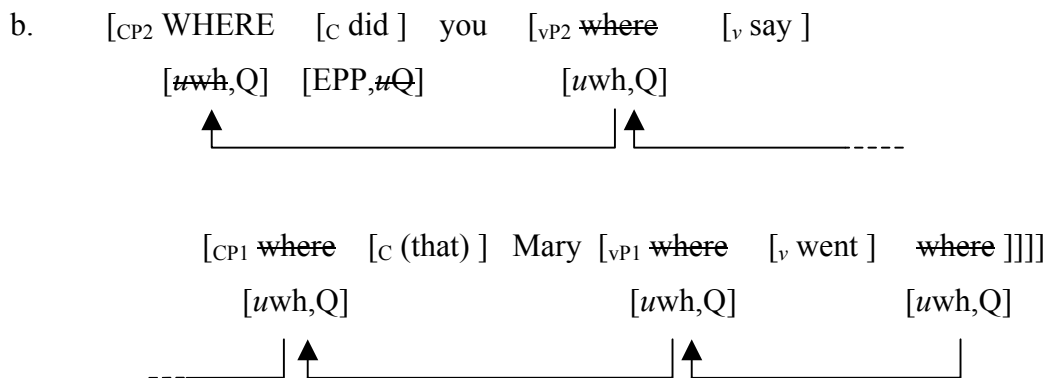 b. [CP2 WHERE [C did ] you [vP2 where [v say ]
[uwh,Q] [EPP,uQ] [uwh,Q]
[CP1 where [C (that) ] Mary [vP1 where [v went ] where ]]]]
[uwh,Q] [uwh,Q] [uwh,Q]